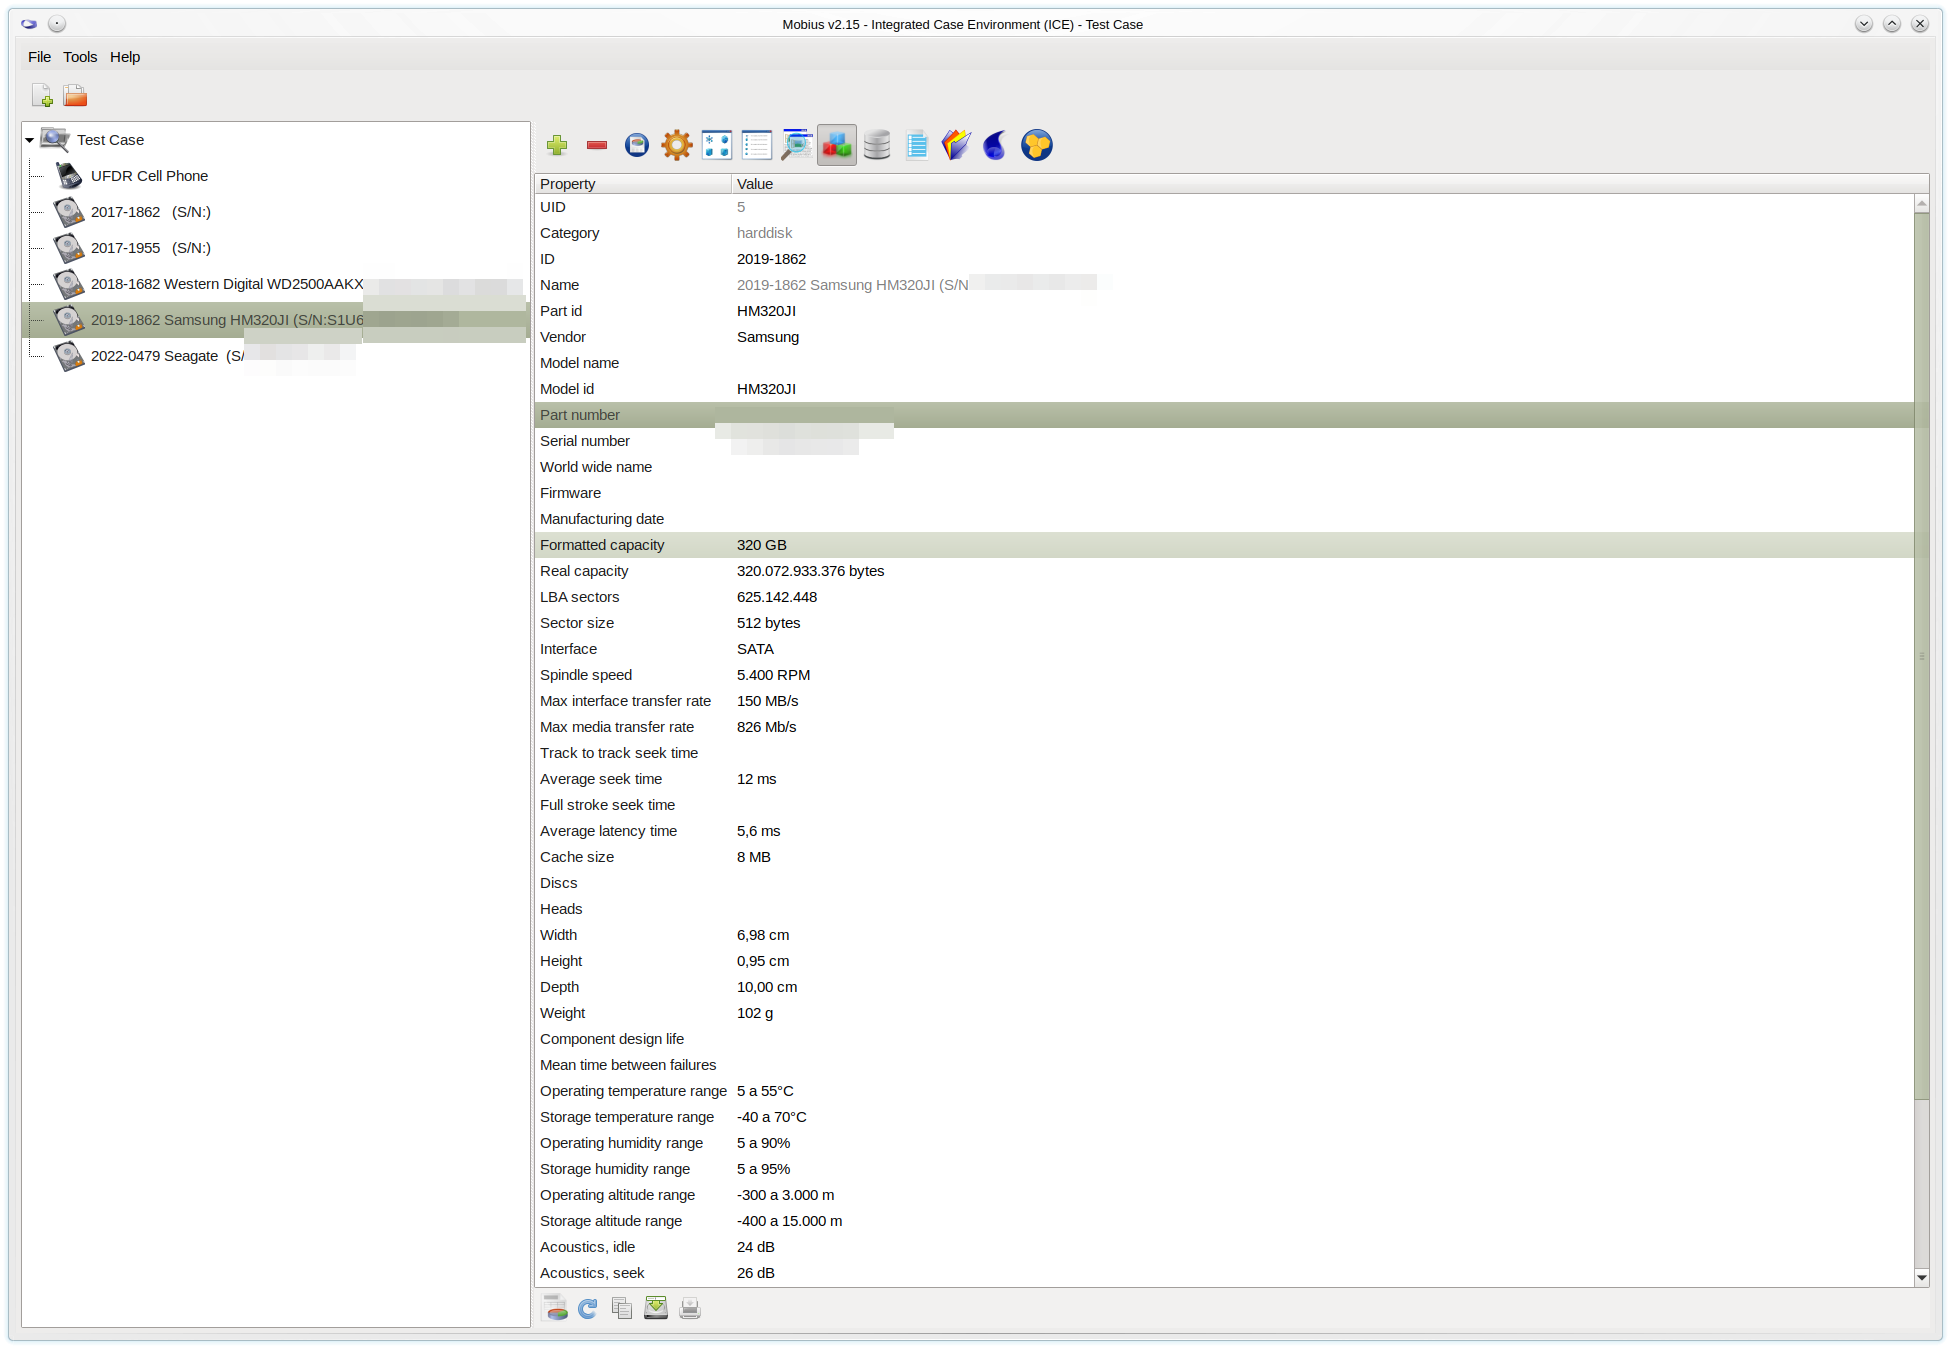 Mobius v2.15 - Integrated Case Environment (ICE) - Test Case
File Tools Help
Test Case
UFDR Cell Phone
2017-1862 (S/N:)
2017-1955 (S/N:)
2018-1682 Western Digital WD2500AAKX
2019-1862 Samsung HM320JI (S/N:S1U6
2022-0479 Seagate (S/
Property Value
UID 5
Category harddisk
ID 2019-1862
Name 2019-1862 Samsung HM320JI (S/N
Part id HM320JI
Vendor Samsung
Model name
Model id HM320JI
Part number
Serial number
World wide name
Firmware
Manufacturing date
Formatted capacity 320 GB
Real capacity 320.072.933.376 bytes
LBA sectors 625.142.448
Sector size 512 bytes
Interface SATA
Spindle speed 5.400 RPM
Max interface transfer rate 150 MB/s
Max media transfer rate 826 Mb/s
Track to track seek time
Average seek time 12 ms
Full stroke seek time
Average latency time 5,6 ms
Cache size 8 MB
Discs
Heads
Width 6,98 cm
Height 0,95 cm
Depth 10,00 cm
Weight 102 g
Component design life
Mean time between failures
Operating temperature range 5 a 55°C
Storage temperature range -40 a 70°C
Operating humidity range 5 a 90%
Storage humidity range 5 a 95%
Operating altitude range -300 a 3.000 m
Storage altitude range -400 a 15.000 m
Acoustics, idle 24 dB
Acoustics, seek 26 dB